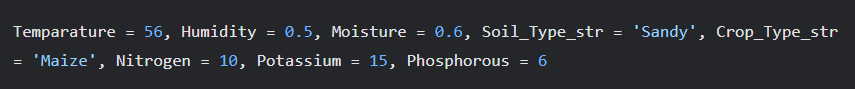 Temparature = 56, Humidity = 0.5, Moisture = 0.6, Soil_Type_str = 'Sandy', Crop_Type_str
= 'Maize', Nitrogen = 10, Potassium = 15, Phosphorous = 6